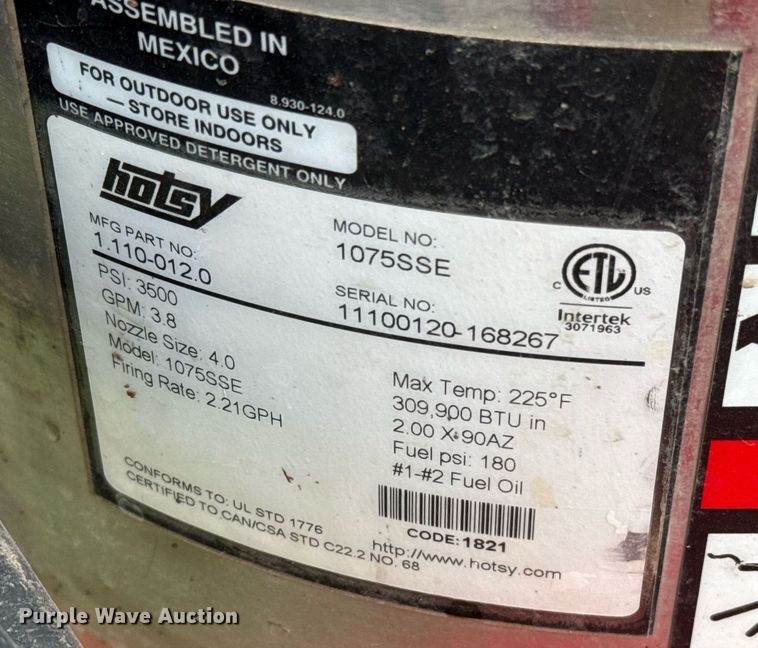 ASSEMBLED IN
MEXICO
8.930-124.0
FOR OUTDOOR USE ONLY
— STORE INDOORS
USE APPROVED DETERGENT ONLY
hotsy
MFG PART NO:
1.110-012.0
MODEL NO:
1075SSE
SERIAL NO:
11100120-168267
ETL
LISTED
C US
Intertek
3071963
PSI: 3500
GPM: 3.8
Nozzle Size: 4.0
Model: 1075SSE
Firing Rate: 2.21GPH
Max Temp: 225°F
309,900 BTU in
2.00 X 90AZ
Fuel psi: 180
#1-#2 Fuel Oil
CODE:1821
CONFORMS TO: UL STD 1776
CERTIFIED TO CAN/CSA STD C22.2 NO. 68
http://www.hotsy.com
Purple Wave Auction